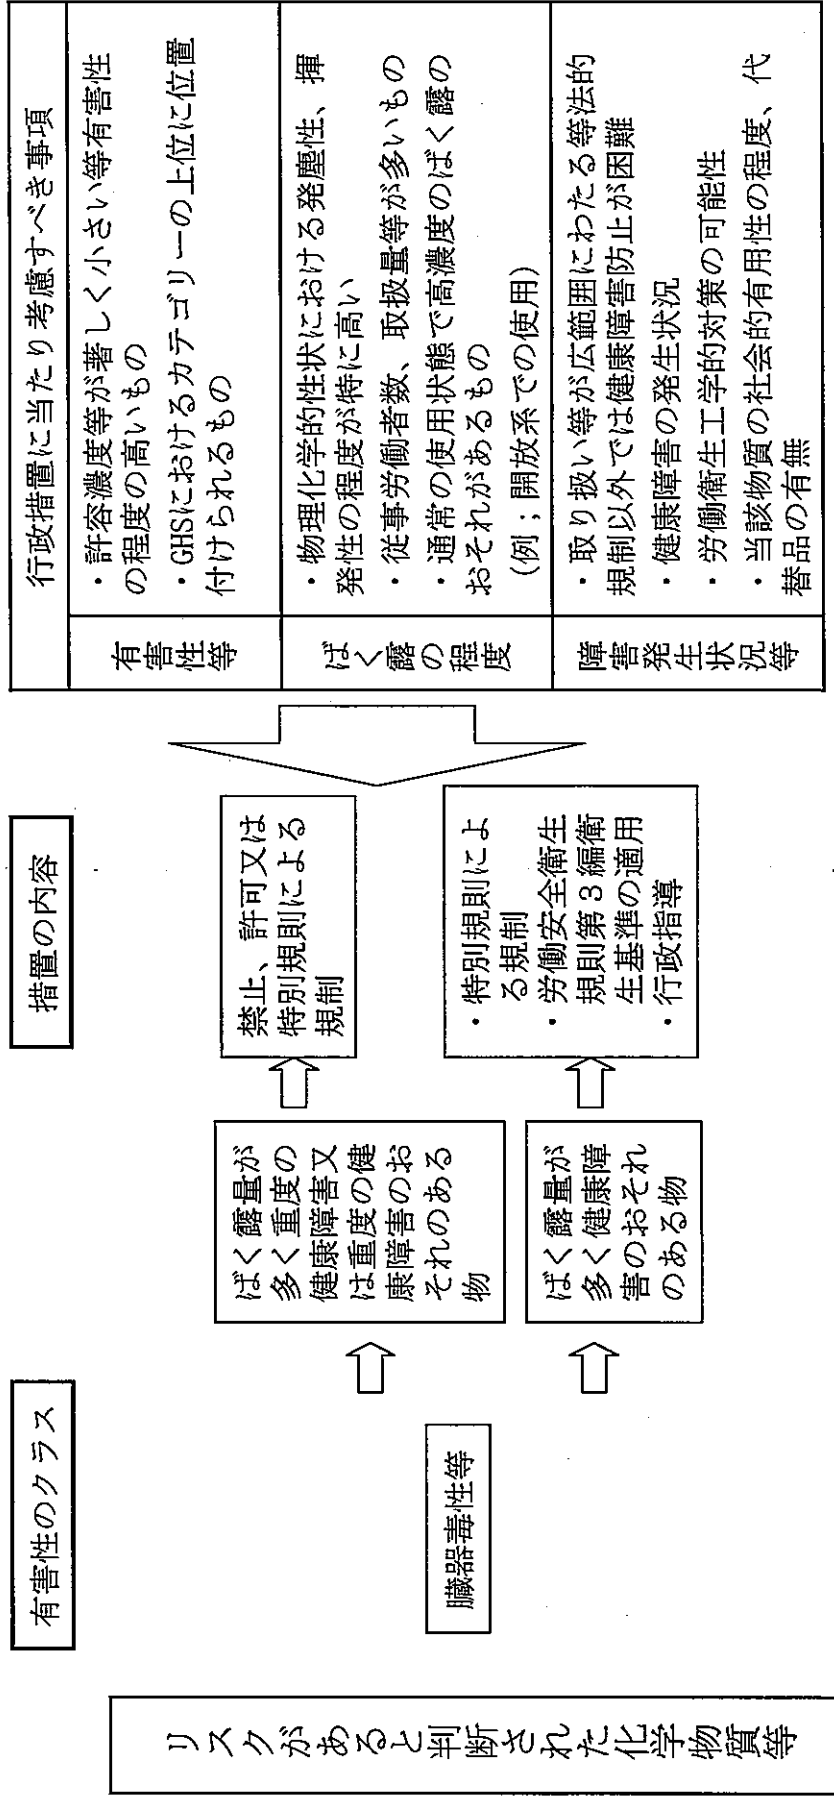 リスクがあると判断された化学物質等
有害性のクラス
臓器毒性等
ばく露量が
多く重度の
健康障害又
は重度の健
康障害のお
それのある
物
ばく露量が
多く健康障
害のおそれ
のある物
措置の内容
禁止、許可又は
特別規則による
規制
・特別規則によ
る規制
・労働安全衛生
規則第３編衛
生基準の適用
・行政指導
行政措置に当たり考慮すべき事項
有害性等
・許容濃度等が著しく小さい等有害性
の程度の高いもの
・GHSにおけるカテゴリーの上位に位置
付けられるもの
ばく露の程度
・物理化学的性状における発塵性、揮
発性の程度が特に高い
・従事労働者数、取扱量等が多いもの
・通常の使用状態で高濃度のばく露の
おそれがあるもの
(例；開放系での使用)
障害発生状況等
・取り扱い等が広範囲にわたる等法的
規制以外では健康障害防止が困難
・健康障害の発生状況
・労働衛生工学的対策の可能性
・当該物質の社会的有用性の程度、代
替品の有無